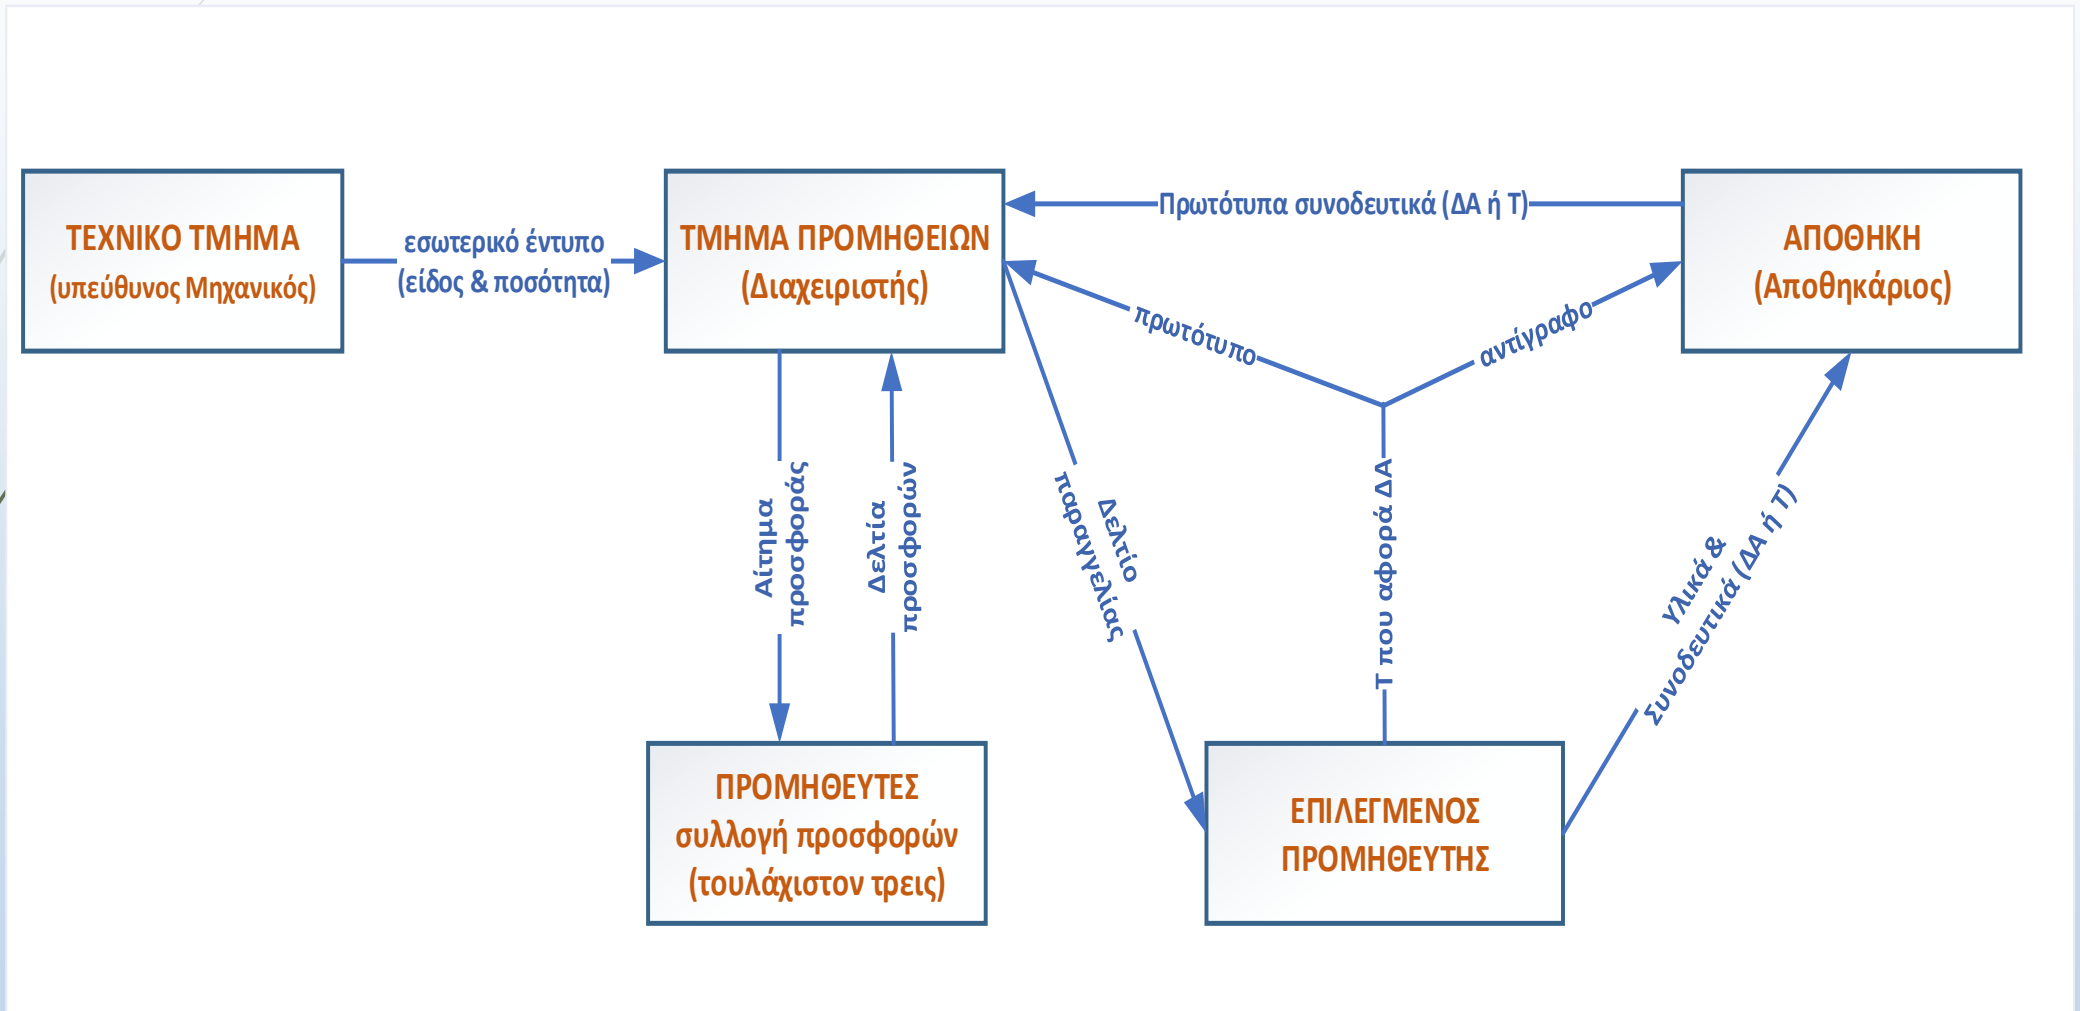 ΤΕΧΝΙΚΟ ΤΜΗΜΑ
(υπεύθυνος Μηχανικός)
εσωτερικό έντυπο
(είδος & ποσότητα)
ΤΜΗΜΑ ΠΡΟΜΗΘΕΙΩΝ
(Διαχειριστής)
Πρωτότυπα συνοδευτικά (ΔΑ ή Τ)
ΑΠΟΘΗΚΗ
(Αποθηκάριος)
πρωτότυπο
αντίγραφο
Αίτημα
προσφοράς
Δελτία
προσφορών
Δελτίο
παραγγελίας
Τ που αφορά ΔΑ
Υλικά &
Συνοδευτικά (ΔΑ ή Τ)
ΠΡΟΜΗΘΕΥΤΕΣ
συλλογή προσφορών
(τουλάχιστον τρεις)
ΕΠΙΛΕΓΜΕΝΟΣ
ΠΡΟΜΗΘΕΥΤΗΣ